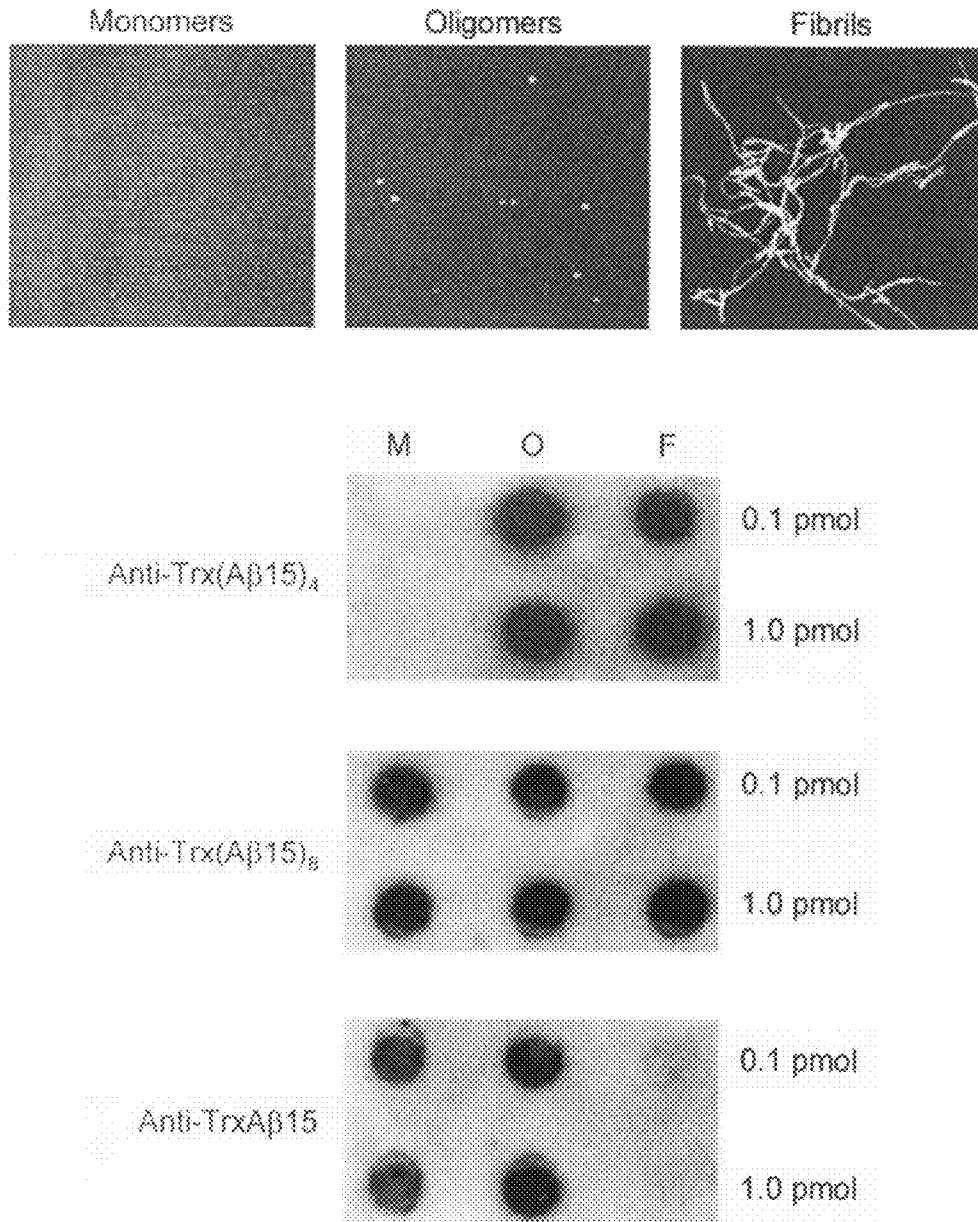 Monomers Oligomers Fibrils
M O F
0.1 pmol
Anti-Trx(Aβ15)₄
1.0 pmol
0.1 pmol
Anti-Trx(Aβ15)₈
1.0 pmol
0.1 pmol
Anti-TrxAβ15
1.0 pmol